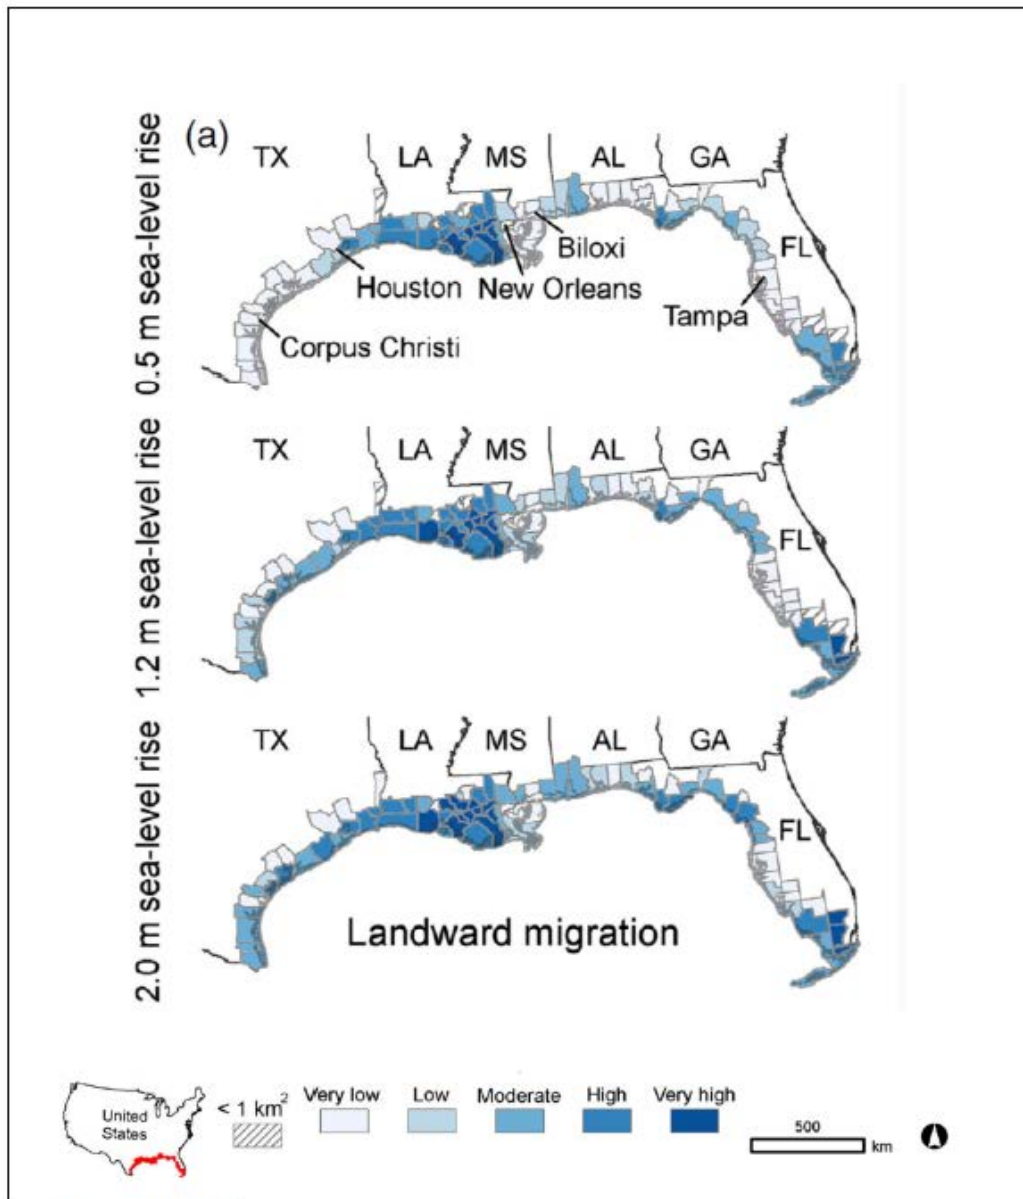 (a)
0.5 m sea-level rise
TX LA MS AL GA
FL
Biloxi
Houston New Orleans
Tampa
Corpus Christi
1.2 m sea-level rise
TX LA MS AL GA
FL
2.0 m sea-level rise
TX LA MS AL GA
FL
Landward migration
United
States
< 1 km²
Very low Low Moderate High Very high
500
km